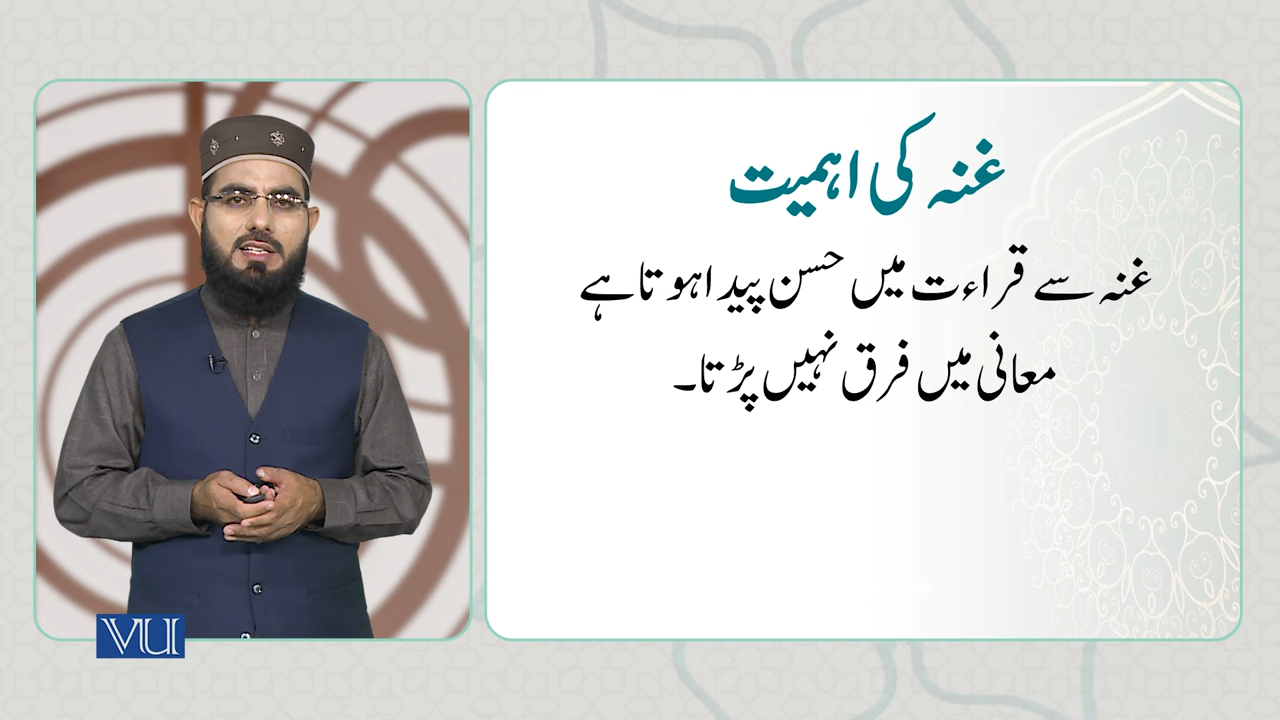 غنہ کی اہمیت
غنہ سے قراءت میں حسن پیدا ہوتا ہے
معانی میں فرق نہیں پڑتا۔
VU